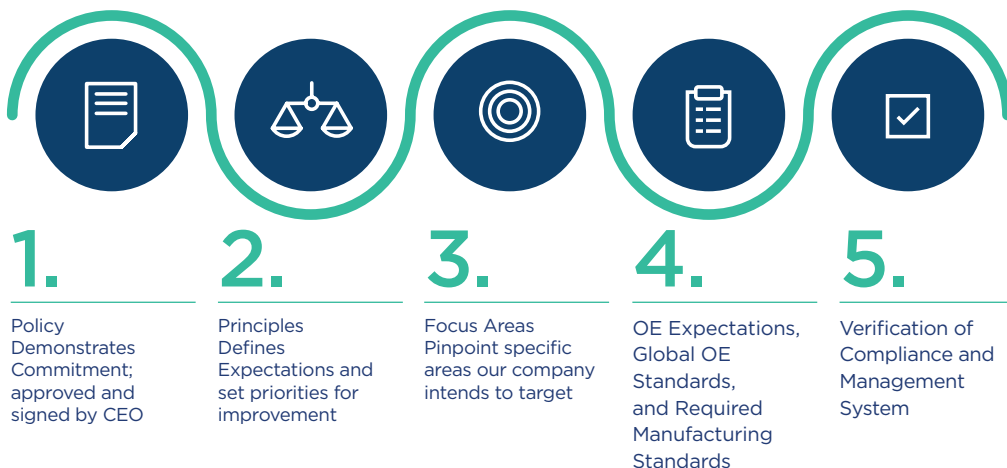 1.
Policy
Demonstrates
Commitment;
approved and
signed by CEO
2.
Principles
Defines
Expectations and
set priorities for
improvement
3.
Focus Areas
Pinpoint specific
areas our company
intends to target
4.
OE Expectations,
Global OE
Standards,
and Required
Manufacturing
Standards
5.
Verification of
Compliance and
Management
System